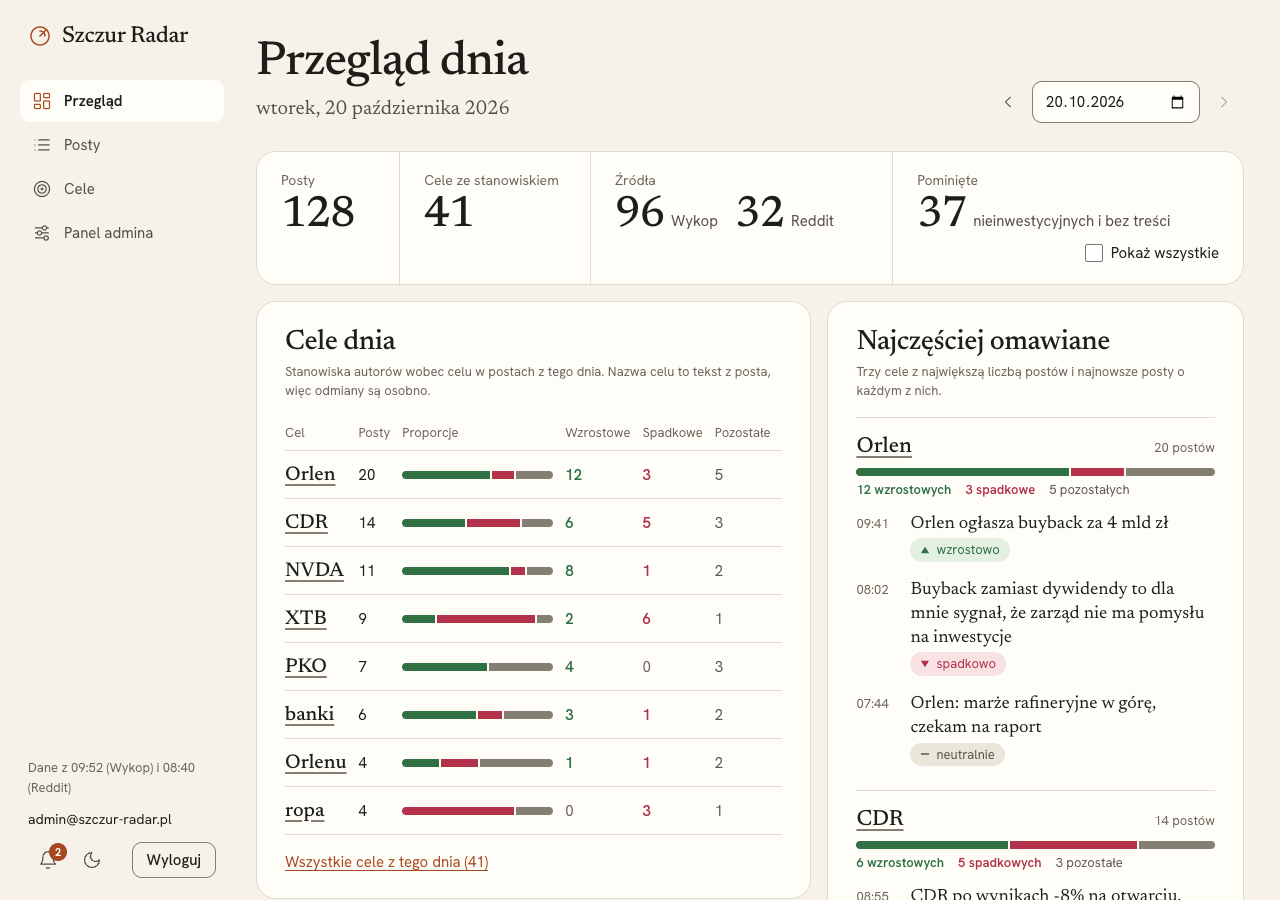 Szczur Radar
Przegląd
Posty
Cele
Panel admina
Dane z 09:52 (Wykop) i 08:40
(Reddit)
admin@szczur-radar.pl
2
Wyloguj
Przegląd dnia
wtorek, 20 października 2026
20.10.2026
Posty
128
Cele ze stanowiskiem
41
Źródła
96 Wykop 32 Reddit
Pominięte
37 nieinwestycyjnych i bez treści
Pokaż wszystkie
Cele dnia
Stanowiska autorów wobec celu w postach z tego dnia. Nazwa celu to tekst z posta,
więc odmiany są osobno.
Cel Posty Proporcje Wzrostowe Spadkowe Pozostałe
Orlen 20 12 3 5
CDR 14 6 5 3
NVDA 11 8 1 2
XTB 9 2 6 1
PKO 7 4 0 3
banki 6 3 1 2
Orlenu 4 1 1 2
ropa 4 0 3 1
Wszystkie cele z tego dnia (41)
Najczęściej omawiane
Trzy cele z największą liczbą postów i najnowsze posty o
każdym z nich.
Orlen 20 postów
12 wzrostowych 3 spadkowe 5 pozostałych
09:41 Orlen ogłasza buyback za 4 mld zł
wzrostowo
08:02 Buyback zamiast dywidendy to dla
mnie sygnał, że zarząd nie ma pomysłu
na inwestycje
spadkowo
07:44 Orlen: marże rafineryjne w górę,
czekam na raport
neutralnie
CDR 14 postów
6 wzrostowych 5 spadkowych 3 pozostałe
08:55 CDR po wynikach -8% na otwarciu,